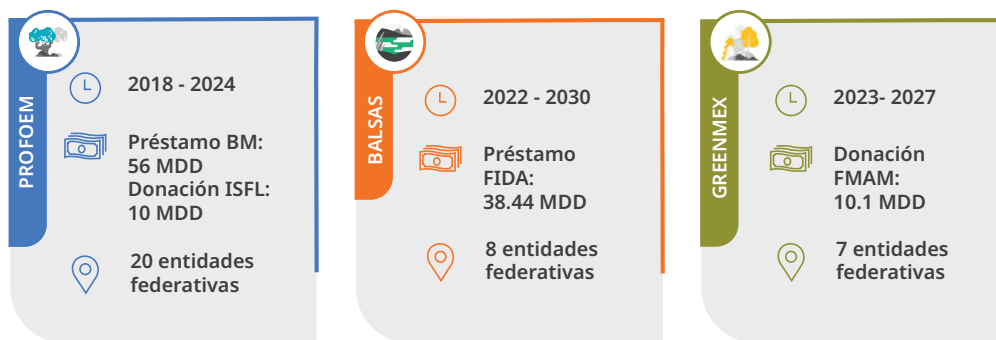 PROFOEM
2018 - 2024
Préstamo BM:
56 MDD
Donación ISFL:
10 MDD
20 entidades
federativas
BALSAS
2022 - 2030
Préstamo
FIDA:
38.44 MDD
8 entidades
federativas
GREENMEX
2023- 2027
Donación
FMAM:
10.1 MDD
7 entidades
federativas